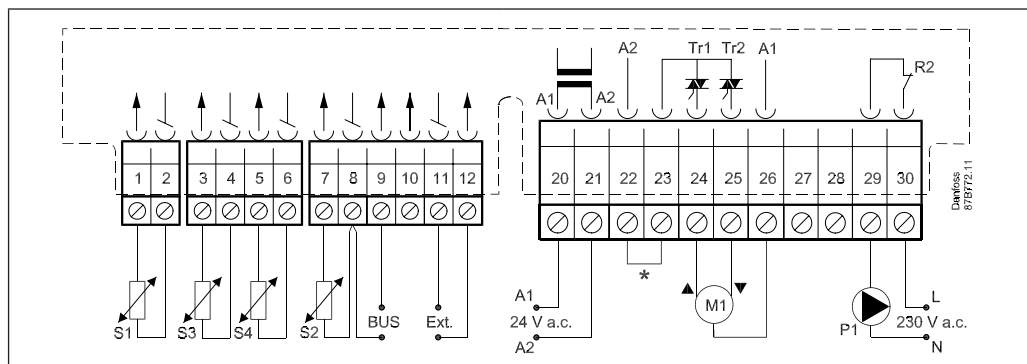 A2 Tr1 Tr2 A1
R2
A1 A2
1 2 3 4 5 6 7 8 9 10 11 12
20 21 22 23 24 25 26 27 28 29 30
Danfoss
87B772.11
*
S1 S3 S4 S2 BUS Ext.
A1
24 V a.c.
A2
M1
P1
L
230 V a.c.
N